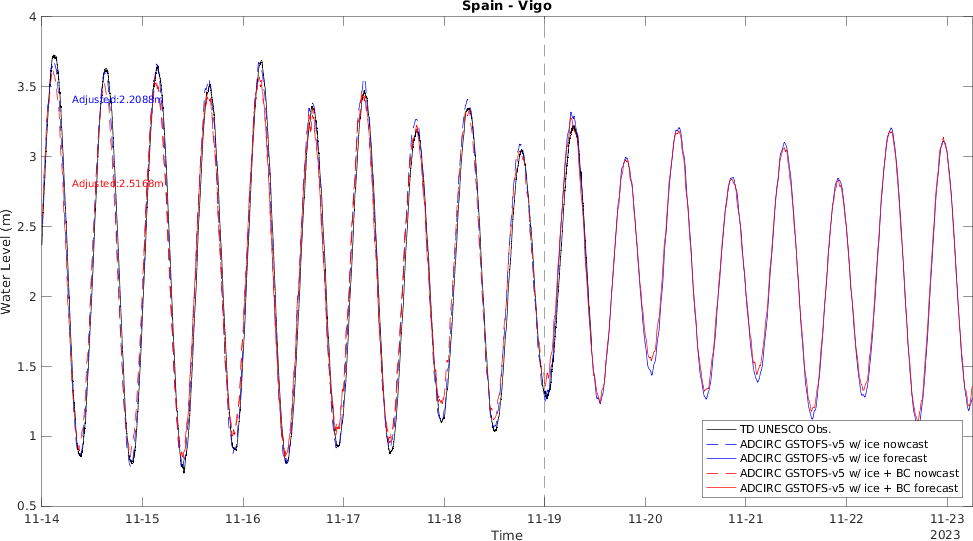 Spain - Vigo
Water Level (m)
4
3.5
3
2.5
2
1.5
1
0.5
Adjusted:2.2088m
Adjusted:2.5168m
TD UNESCO Obs.
ADCIRC GSTOFS-v5 w/ ice nowcast
ADCIRC GSTOFS-v5 w/ ice forecast
ADCIRC GSTOFS-v5 w/ ice + BC nowcast
ADCIRC GSTOFS-v5 w/ ice + BC forecast
11-14 11-15 11-16 11-17 11-18 11-19 11-20 11-21 11-22 11-23
Time
2023